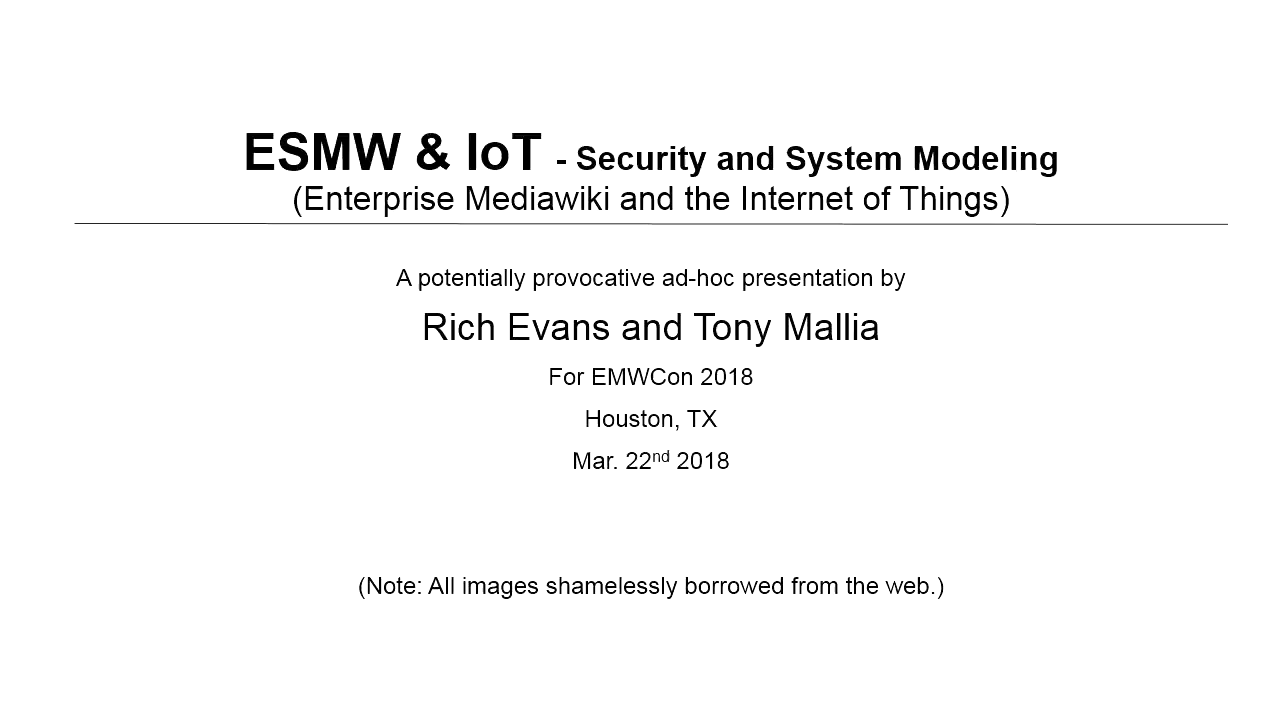 ESMW & IoT - Security and System Modeling
(Enterprise Mediawiki and the Internet of Things)
A potentially provocative ad-hoc presentation by
Rich Evans and Tony Mallia
For EMWCon 2018
Houston, TX
Mar. 22nd 2018
(Note: All images shamelessly borrowed from the web.)